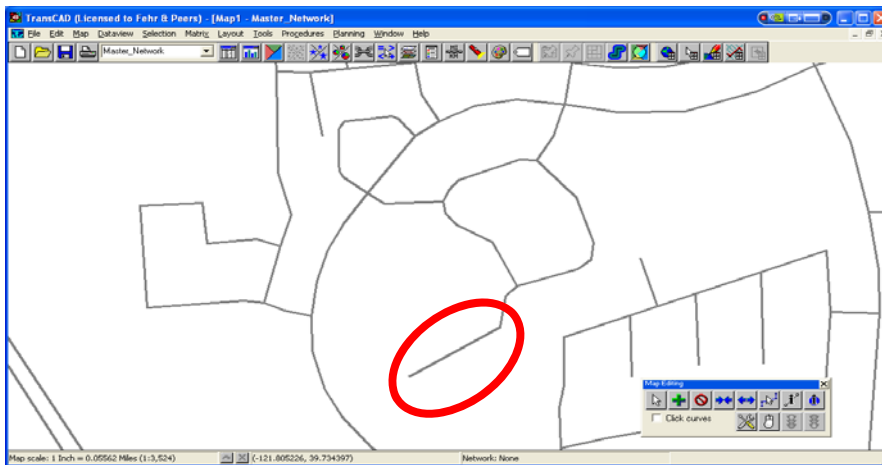 TransCAD (Licensed to Fehr & Peers) - [Map1 - Master_Network]
File Edit Map Dataview Selection Matrix Layout Tools Procedures Planning Window Help
Master_Network
Map Editing
Click curves
Map scale: 1 Inch = 0.05562 Miles (1:3,524)
(-121.805226, 39.734397)
Network: None